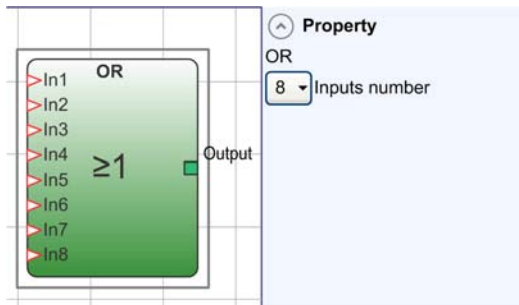 OR
In1
In2
In3
In4
In5
In6
In7
In8
≥1
Output
Property
OR
8 Inputs number